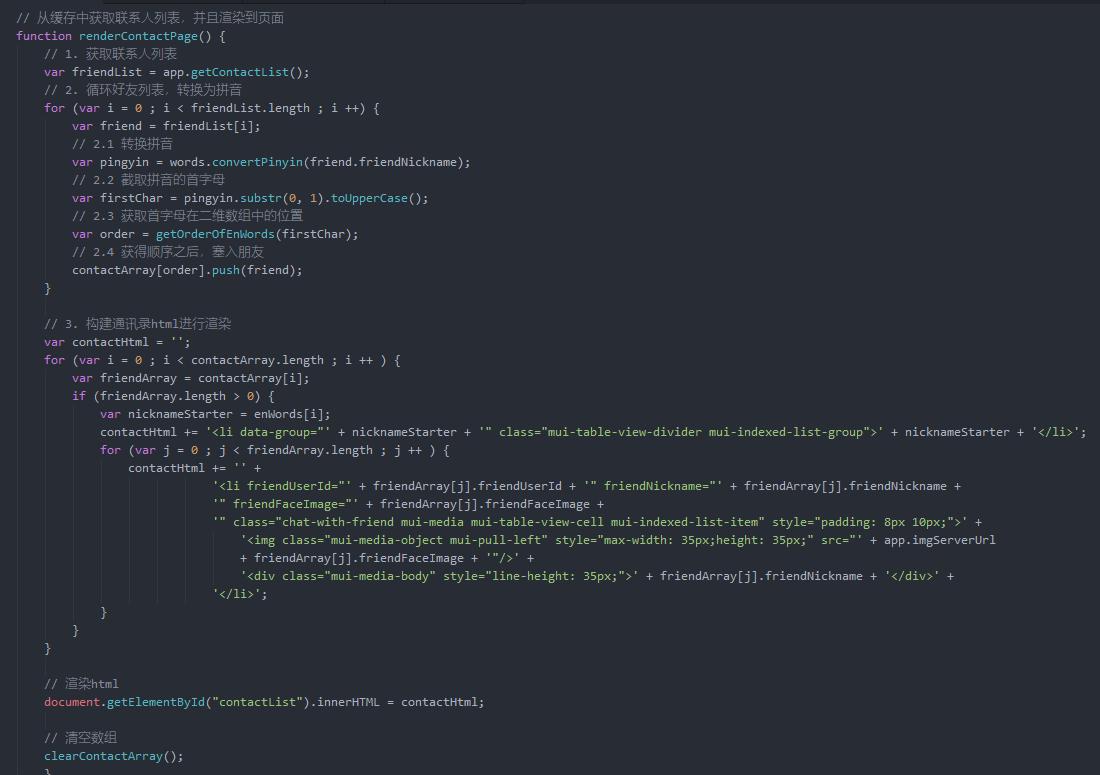 // 从缓存中获取联系人列表，并且渲染到页面
function renderContactPage() {
// 1. 获取联系人列表
var friendList = app.getContactList();
// 2. 循环好友列表，转换为拼音
for (var i = 0 ; i < friendList.length ; i ++) {
var friend = friendList[i];
// 2.1 转换拼音
var pingyin = words.convertPinyin(friend.friendNickname);
// 2.2 截取拼音的首字母
var firstChar = pingyin.substr(0, 1).toUpperCase();
// 2.3 获取首字母在二维数组中的位置
var order = getOrderOfEnWords(firstChar);
// 2.4 获得顺序之后，塞入朋友
contactArray[order].push(friend);
}
// 3. 构建通讯录html进行渲染
var contactHtml = '';
for (var i = 0 ; i < contactArray.length ; i ++ ) {
var friendArray = contactArray[i];
if (friendArray.length > 0) {
var nicknameStarter = enWords[i];
contactHtml += '<li data-group="' + nicknameStarter + '" class="mui-table-view-divider mui-indexed-list-group">' + nicknameStarter + '</li>';
for (var j = 0 ; j < friendArray.length ; j ++ ) {
contactHtml += '' +
'<li friendUserId="' + friendArray[j].friendUserId + '" friendNickname="' + friendArray[j].friendNickname +
'" friendFaceImage="' + friendArray[j].friendFaceImage +
'" class="chat-with-friend mui-media mui-table-view-cell mui-indexed-list-item" style="padding: 8px 10px;">' +
'<img class="mui-media-object mui-pull-left" style="max-width: 35px;height: 35px;" src="' + app.imgServerUrl
+ friendArray[j].friendFaceImage + '"/>' +
'<div class="mui-media-body" style="line-height: 35px;">' + friendArray[j].friendNickname + '</div>' +
'</li>';
}
}
}
// 渲染html
document.getElementById("contactList").innerHTML = contactHtml;
// 清空数组
clearContactArray();
}